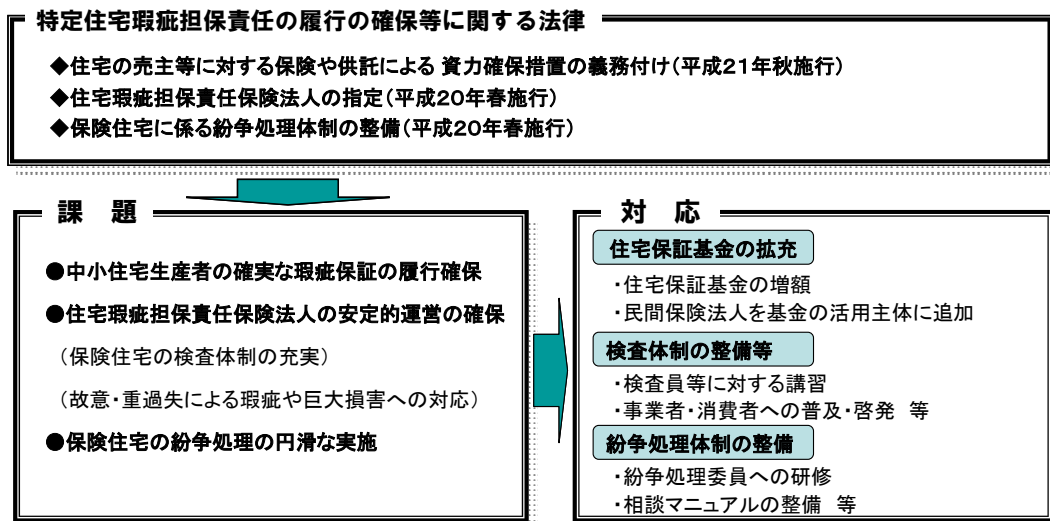 特定住宅瑕疵担保責任の履行の確保等に関する法律
◆住宅の売主等に対する保険や供託による 資力確保措置の義務付け(平成21年秋施行)
◆住宅瑕疵担保責任保険法人の指定(平成20年春施行)
◆保険住宅に係る紛争処理体制の整備(平成20年春施行)
課 題
●中小住宅生産者の確実な瑕疵保証の履行確保
●住宅瑕疵担保責任保険法人の安定的運営の確保
(保険住宅の検査体制の充実)
(故意・重過失による瑕疵や巨大損害への対応)
●保険住宅の紛争処理の円滑な実施
対 応
住宅保証基金の拡充
・住宅保証基金の増額
・民間保険法人を基金の活用主体に追加
検査体制の整備等
・検査員等に対する講習
・事業者・消費者への普及・啓発 等
紛争処理体制の整備
・紛争処理委員への研修
・相談マニュアルの整備 等